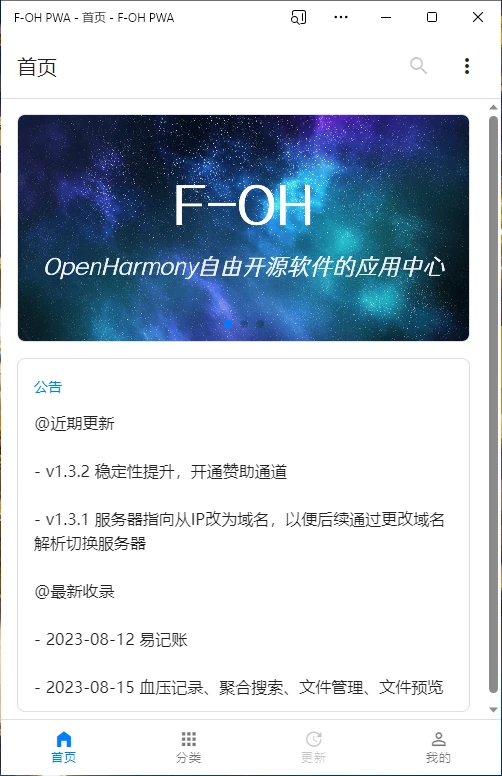 F-OH PWA - 首页 - F-OH PWA
首页
F-OH
OpenHarmony自由开源软件的应用中心
公告
@近期更新
- v1.3.2 稳定性提升，开通赞助通道
- v1.3.1 服务器指向从IP改为域名，以便后续通过更改域名
解析切换服务器
@最新收录
- 2023-08-12 易记账
- 2023-08-15 血压记录、聚合搜索、文件管理、文件预览
首页
分类
更新
我的